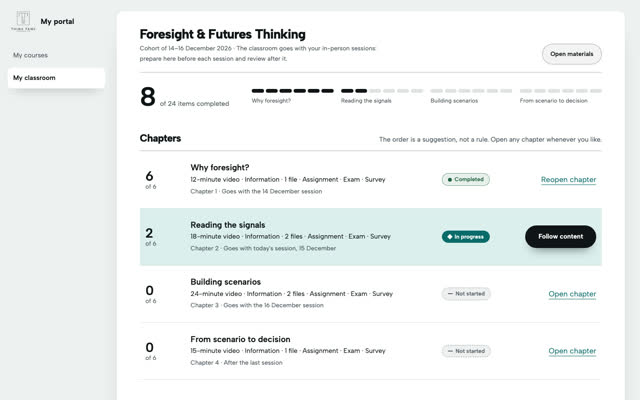 THINK FENS
My portal
My courses
My classroom
Foresight & Futures Thinking
Cohort of 14–16 December 2026 · The classroom goes with your in-person sessions:
prepare here before each session and review after it.
Open materials
8 of 24 items completed
Why foresight?
Reading the signals
Building scenarios
From scenario to decision
Chapters
The order is a suggestion, not a rule. Open any chapter whenever you like.
6
of 6
Why foresight?
12-minute video · Information · 1 file · Assignment · Exam · Survey
Chapter 1 · Goes with the 14 December session
Completed
Reopen chapter
2
of 6
Reading the signals
18-minute video · Information · 2 files · Assignment · Exam · Survey
Chapter 2 · Goes with today's session, 15 December
In progress
Follow content
0
of 6
Building scenarios
24-minute video · Information · 2 files · Assignment · Exam · Survey
Chapter 3 · Goes with the 16 December session
Not started
Open chapter
0
of 6
From scenario to decision
15-minute video · Information · 1 file · Assignment · Exam · Survey
Chapter 4 · After the last session
Not started
Open chapter